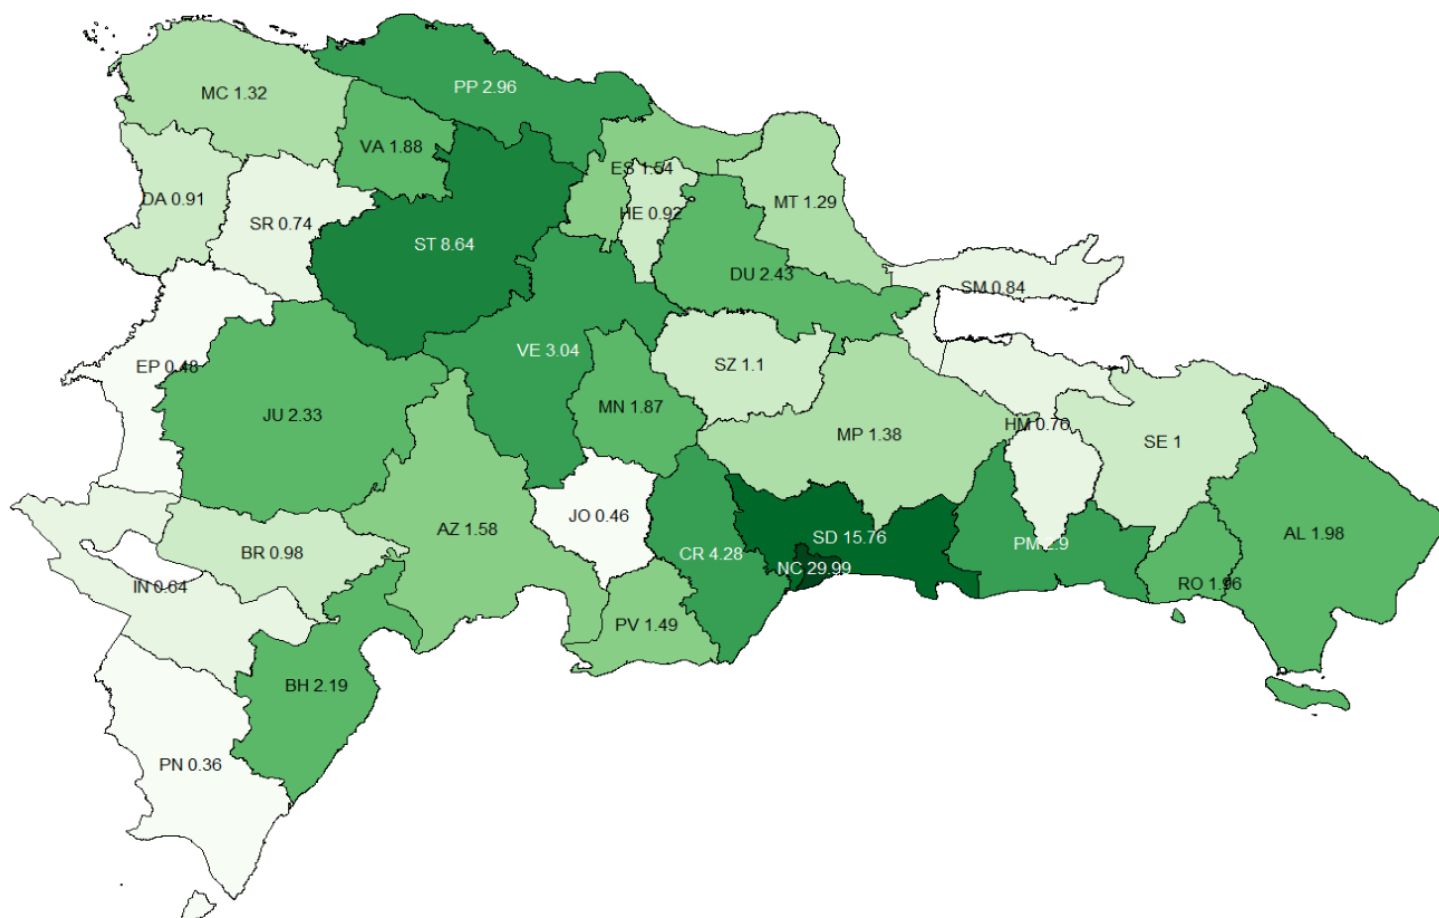 PP 2.96
MC 1.32
VA 1.88
ES 1.54
DA 0.91
SR 0.74
HE 0.92
MT 1.29
ST 8.64
DU 2.43
SM 0.84
VE 3.04
EP 0.48
SZ 1.1
JU 2.33
MN 1.87
MP 1.38
HM 0.76
SE 1
JO 0.46
AZ 1.58
SD 15.76
PM 2.9
AL 1.98
BR 0.98
CR 4.28
NC 29.99
IN 0.64
RO 1.96
PV 1.49
BH 2.19
PN 0.36